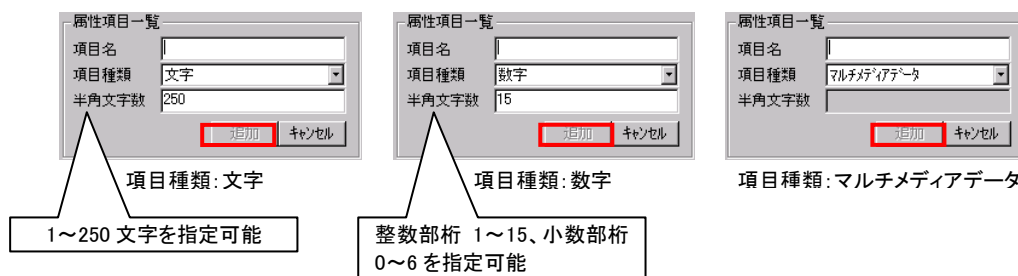 属性項目一覧
項目名
項目種類 文字
半角文字数 250
追加 キャンセル
項目種類:文字
1~250 文字を指定可能
属性項目一覧
項目名
項目種類 数字
半角文字数 15
追加 キャンセル
項目種類:数字
整数部桁 1~15、小数部桁
0~6 を指定可能
属性項目一覧
項目名
項目種類 マルチメディアデータ
半角文字数
追加 キャンセル
項目種類:マルチメディアデータ